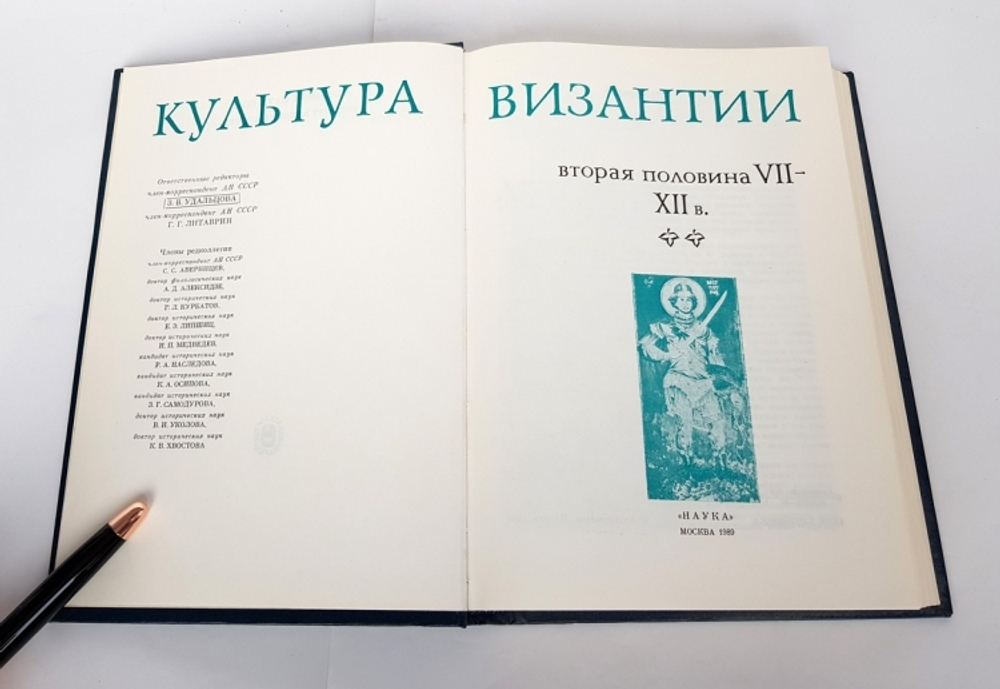 КУЛЬТУРА
Ответственные редакторы
член-корреспондент АН СССР
З. В. УДАЛЬЦОВА
член-корреспондент АН СССР
Г. Г. ЛИТАВРИН
Члены редколлегии
член-корреспондент АН СССР
С. С. АВЕРИНЦЕВ,
доктор филологических наук
А. Д. АЛЕКСИДЗЕ,
доктор исторических наук
Г. Л. КУРБАТОВ,
доктор исторических наук
Е. Э. ЛИПШИЦ,
доктор исторических наук
И. П. МЕДВЕДЕВ,
кандидат исторических наук
Р. А. НАСЛЕДОВА,
кандидат исторических наук
К. А. ОСИПОВА,
кандидат исторических наук
З. Г. САМОДУРОВА,
доктор исторических наук
В. И. УКОЛОВА,
доктор исторических наук
К. В. ХВОСТОВА
ВИЗАНТИИ
вторая половина VII–
XII в.
«НАУКА»
МОСКВА 1989